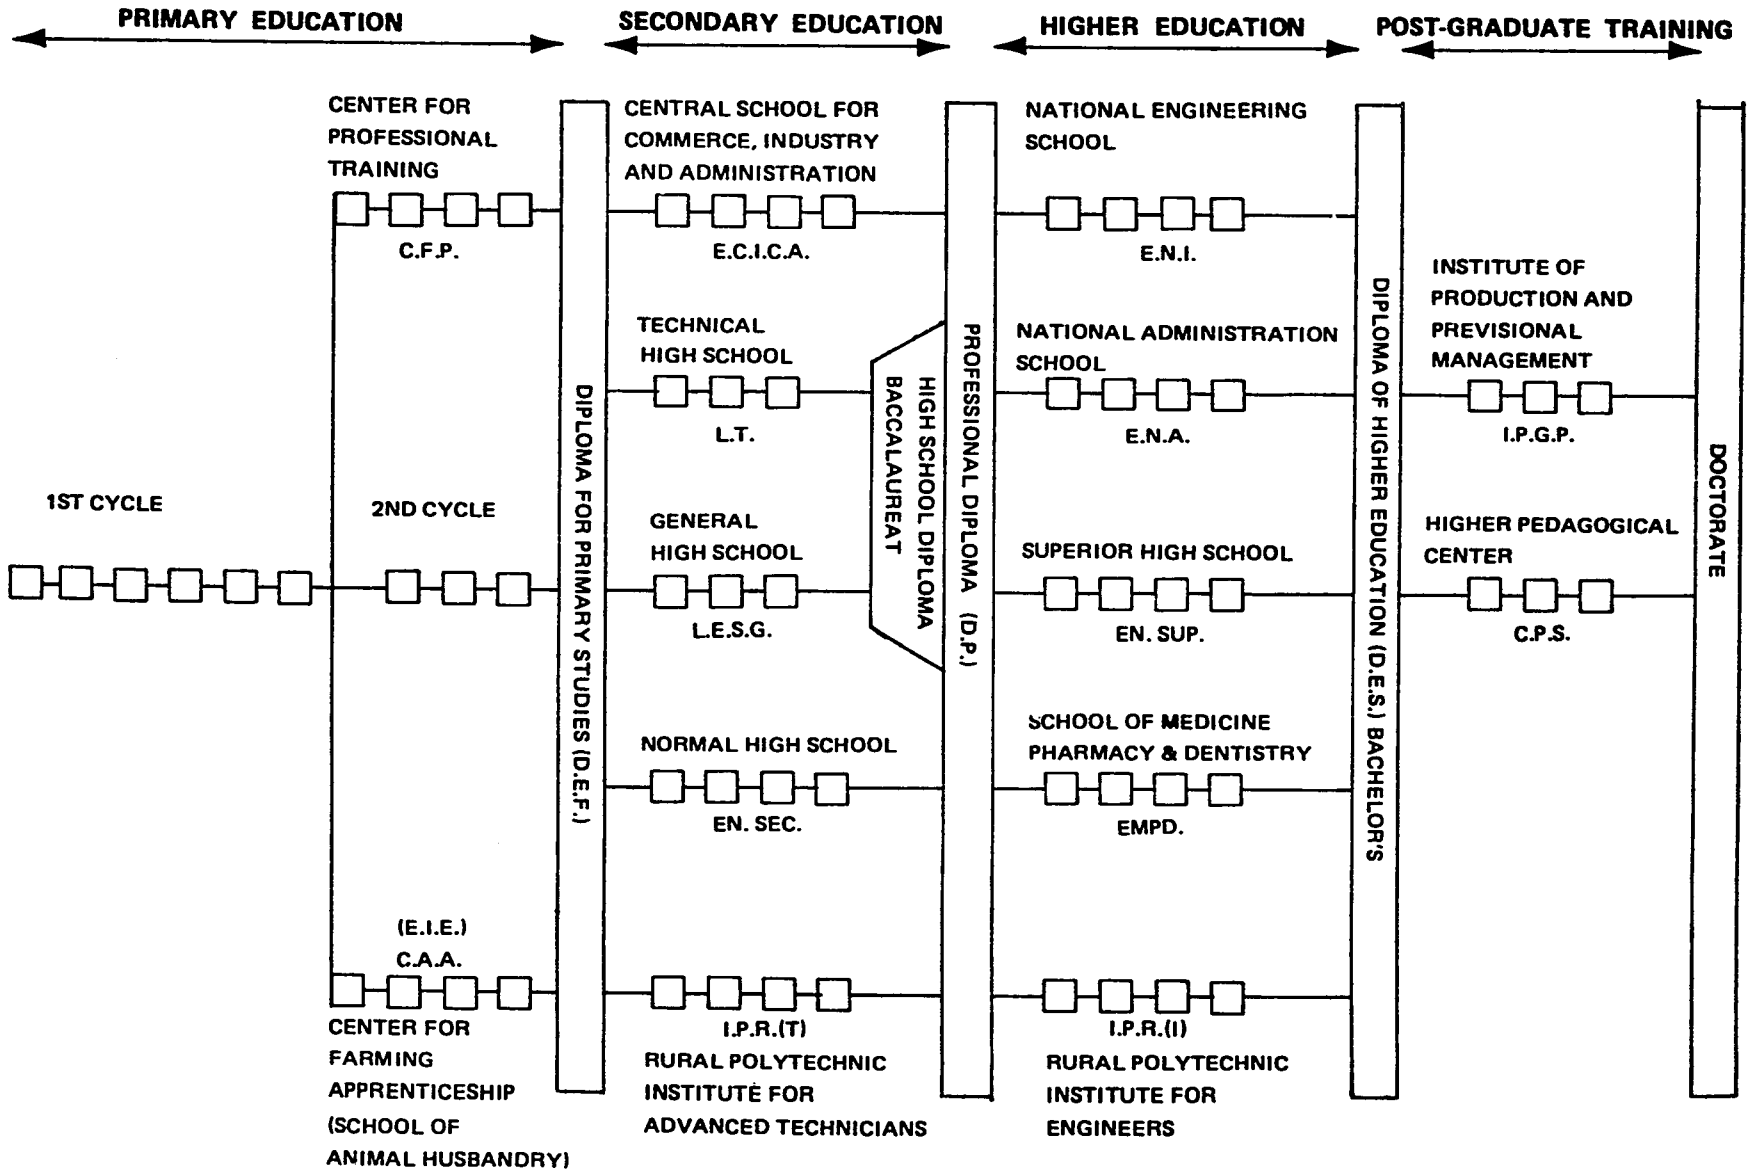 PRIMARY EDUCATION
SECONDARY EDUCATION
HIGHER EDUCATION
POST-GRADUATE TRAINING
CENTER FOR
PROFESSIONAL
TRAINING
C.F.P.
1ST CYCLE
2ND CYCLE
(E.I.E.)
C.A.A.
CENTER FOR
FARMING
APPRENTICESHIP
(SCHOOL OF
ANIMAL HUSBANDRY)
DIPLOMA FOR PRIMARY STUDIES (D.E.F.)
CENTRAL SCHOOL FOR
COMMERCE, INDUSTRY
AND ADMINISTRATION
E.C.I.C.A.
TECHNICAL
HIGH SCHOOL
L.T.
GENERAL
HIGH SCHOOL
L.E.S.G.
NORMAL HIGH SCHOOL
EN. SEC.
I.P.R.(T)
RURAL POLYTECHNIC
INSTITUTE FOR
ADVANCED TECHNICIANS
HIGH SCHOOL DIPLOMA
BACCALAUREAT
PROFESSIONAL DIPLOMA (D.P.)
NATIONAL ENGINEERING
SCHOOL
E.N.I.
NATIONAL ADMINISTRATION
SCHOOL
E.N.A.
SUPERIOR HIGH SCHOOL
EN. SUP.
SCHOOL OF MEDICINE
PHARMACY & DENTISTRY
EMPD.
I.P.R.(I)
RURAL POLYTECHNIC
INSTITUTE FOR
ENGINEERS
DIPLOMA OF HIGHER EDUCATION (D.E.S.) BACHELOR'S
INSTITUTE OF
PRODUCTION AND
PREVISIONAL
MANAGEMENT
I.P.G.P.
HIGHER PEDAGOGICAL
CENTER
C.P.S.
DOCTORATE